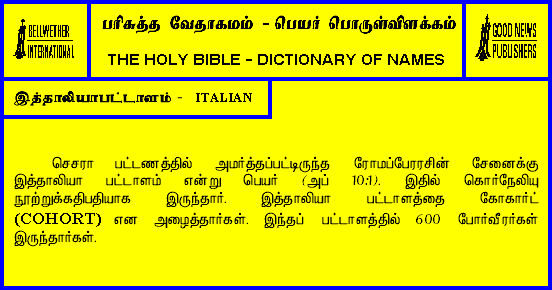 BELLWETHER
INTERNATIONAL
பரிசுத்த வேதாகமம் - பெயர் பொருள்விளக்கம்
THE HOLY BIBLE - DICTIONARY OF NAMES
GOOD NEWS
PUBLISHERS
இத்தாலியாபட்டாளம் - ITALIAN
செசரா பட்டணத்தில் அமர்த்தப்பட்டிருந்த ரோமப்பேரரசின் சேனைக்கு
இத்தாலியா பட்டாளம் என்று பெயர் (அப் 10:1). இதில் கொர்நேலியு
நூற்றுக்கதிபதியாக இருந்தார். இத்தாலியா பட்டாளத்தை கோகார்ட்
(COHORT) என அழைத்தார்கள். இந்தப் பட்டாளத்தில் 600 போர்வீரர்கள்
இருந்தார்கள்.